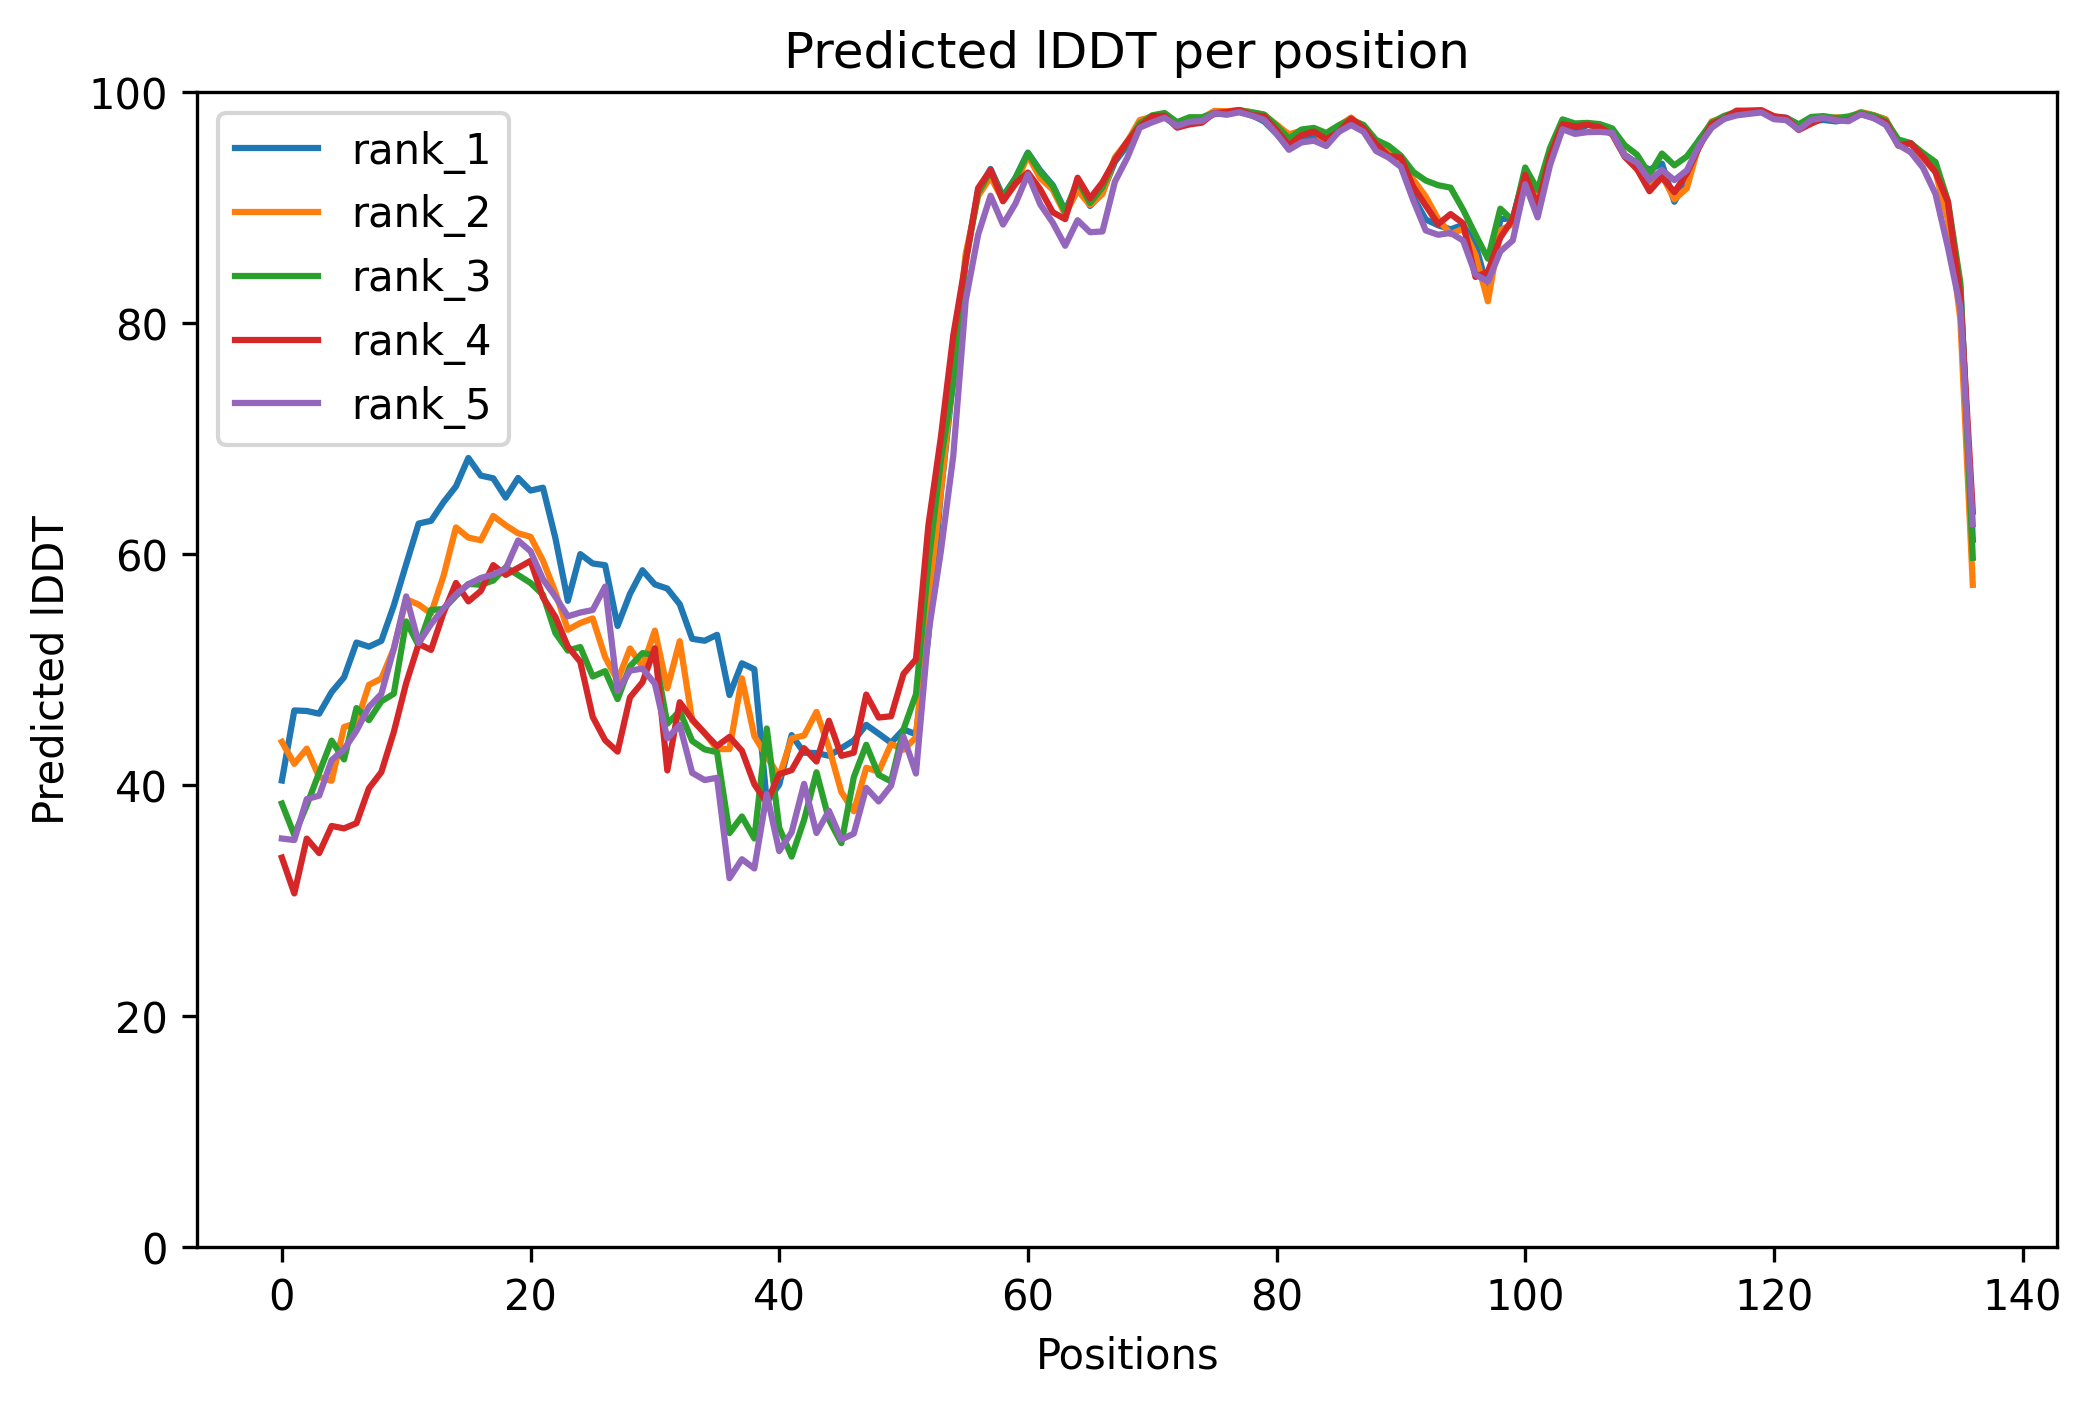 Predicted lDDT per position
100
80
60
40
20
0
Predicted lDDT
rank_1
rank_2
rank_3
rank_4
rank_5
0 20 40 60 80 100 120 140
Positions